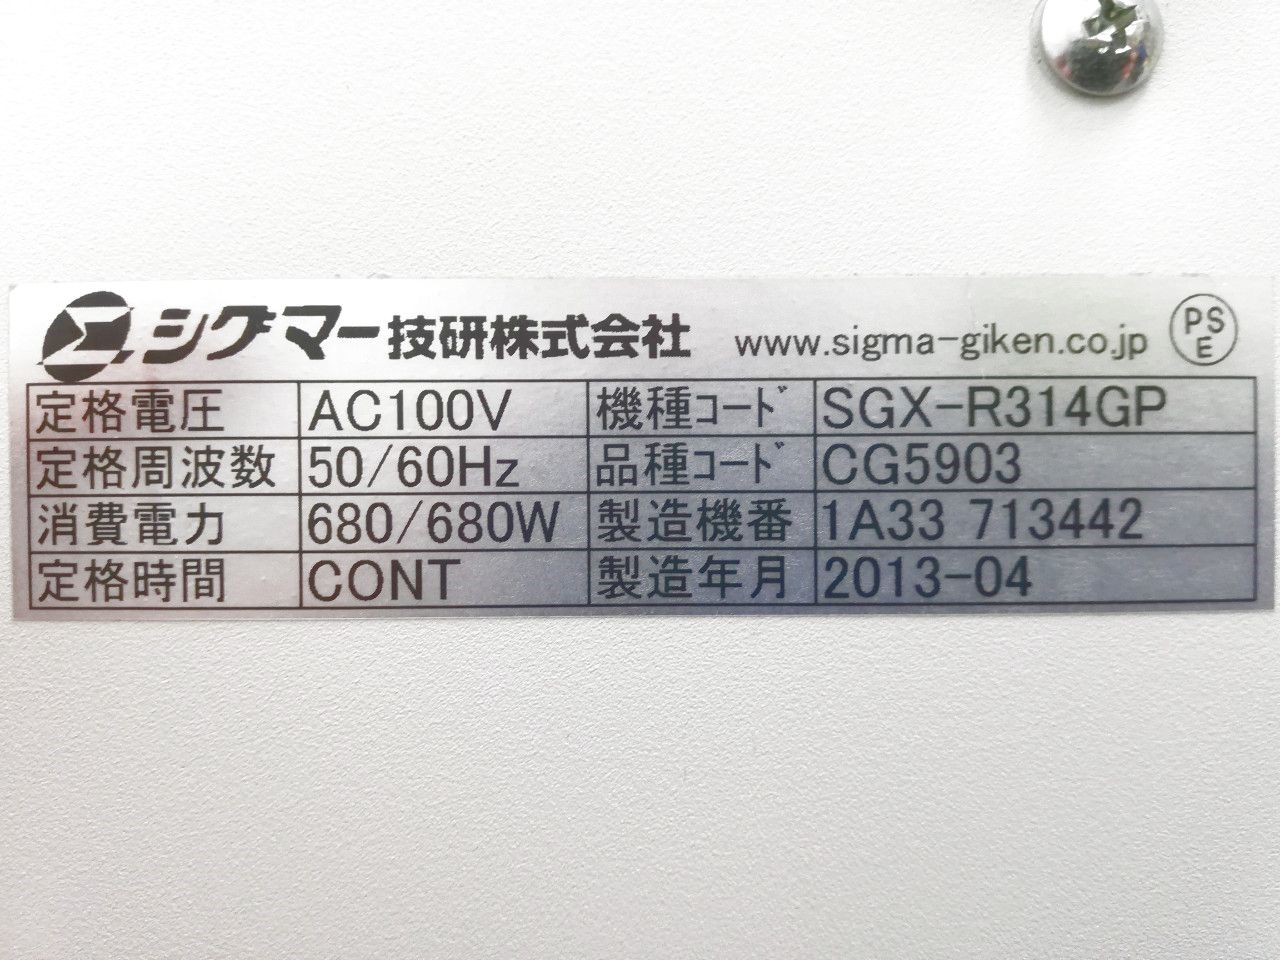 Σ シグマー技研株式会社 www.sigma-giken.co.jp PSE
定格電圧 AC100V 機種コード SGX-R314GP
定格周波数 50/60Hz 品種コード CG5903
消費電力 680/680W 製造機番 1A33 713442
定格時間 CONT 製造年月 2013-04